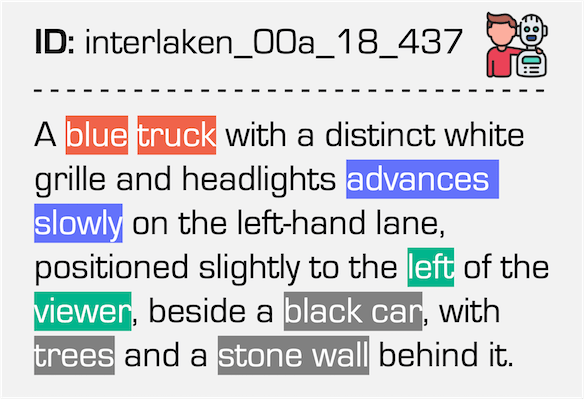 ID: interlaken_00a_18_437
A blue truck with a distinct white
grille and headlights advances
slowly on the left-hand lane,
positioned slightly to the left of the
viewer, beside a black car, with
trees and a stone wall behind it.